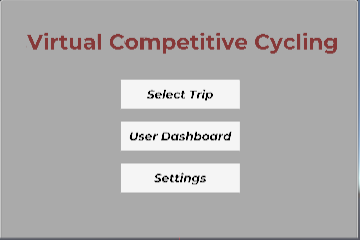 Virtual Competitive Cycling
Select Trip
User Dashboard
Settings